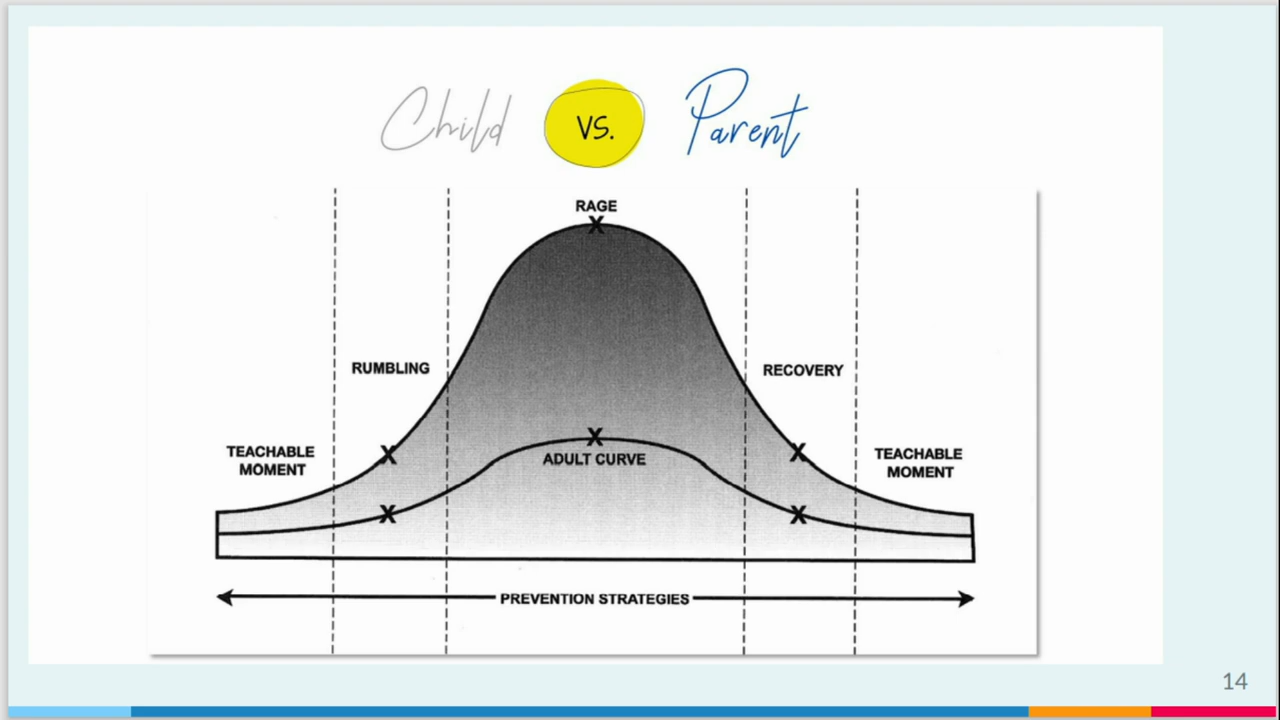 Child vs. Parent
RAGE
X
RUMBLING
RECOVERY
X
ADULT CURVE
TEACHABLE
MOMENT
X
X
TEACHABLE
MOMENT
X
X
PREVENTION STRATEGIES
14